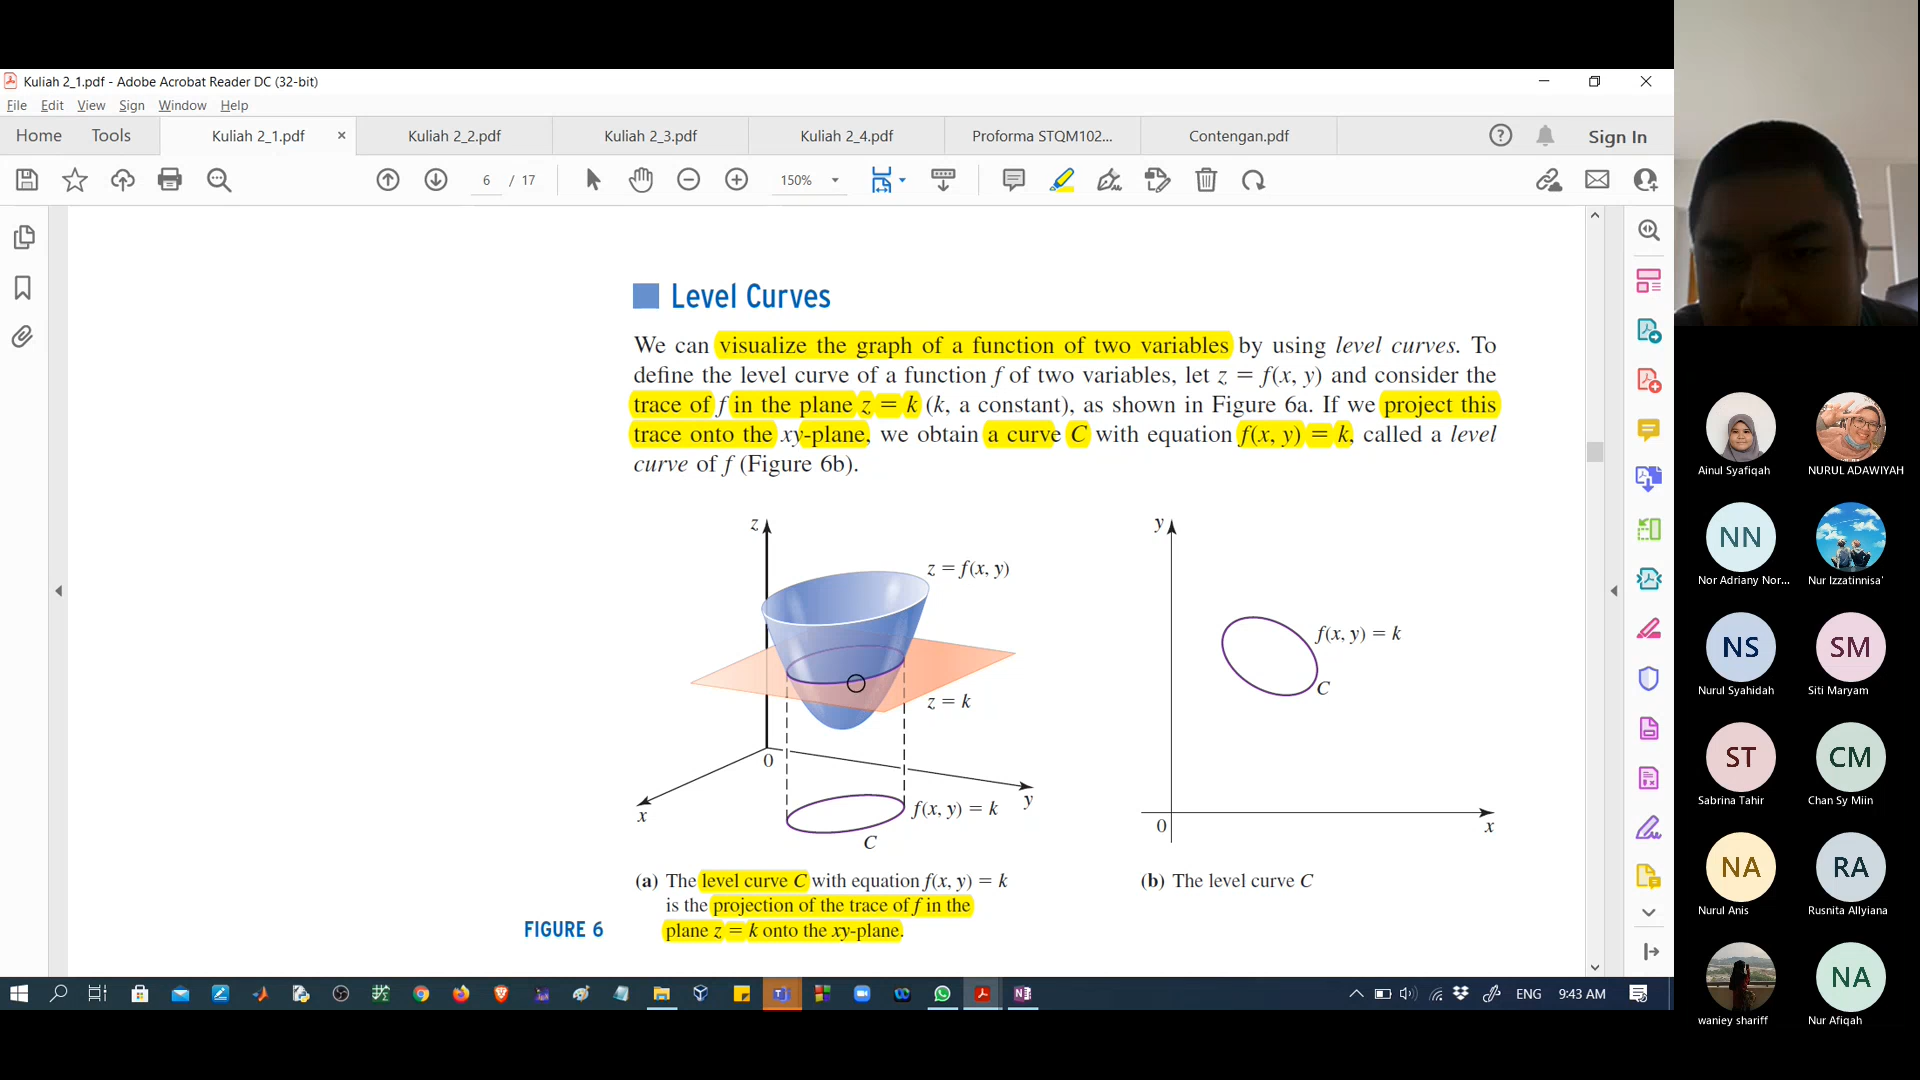 Kuliah 2_1.pdf - Adobe Acrobat Reader DC (32-bit)
File Edit View Sign Window Help
Home Tools Kuliah 2_1.pdf × Kuliah 2_2.pdf Kuliah 2_3.pdf Kuliah 2_4.pdf Proforma STQM102... Contengan.pdf Sign In
6 / 17 150%
Level Curves
We can visualize the graph of a function of two variables by using level curves. To
define the level curve of a function f of two variables, let z = f(x, y) and consider the
trace of f in the plane z = k (k, a constant), as shown in Figure 6a. If we project this
trace onto the xy-plane, we obtain a curve C with equation f(x, y) = k, called a level
curve of f (Figure 6b).
z
z = f(x, y)
z = k
0
x
y
f(x, y) = k
C
y
f(x, y) = k
C
0
x
(a) The level curve C with equation f(x, y) = k
is the projection of the trace of f in the
plane z = k onto the xy-plane.
(b) The level curve C
FIGURE 6
Ainul Syafiqah
NURUL ADAWIYAH
NN
Nor Adriany Nor...
Nur Izzatinnisa'
NS
Nurul Syahidah
SM
Siti Maryam
ST
Sabrina Tahir
CM
Chan Sy Miin
NA
Nurul Anis
RA
Rusnita Allyiana
waniey shariff
NA
Nur Afiqah
ENG 9:43 AM